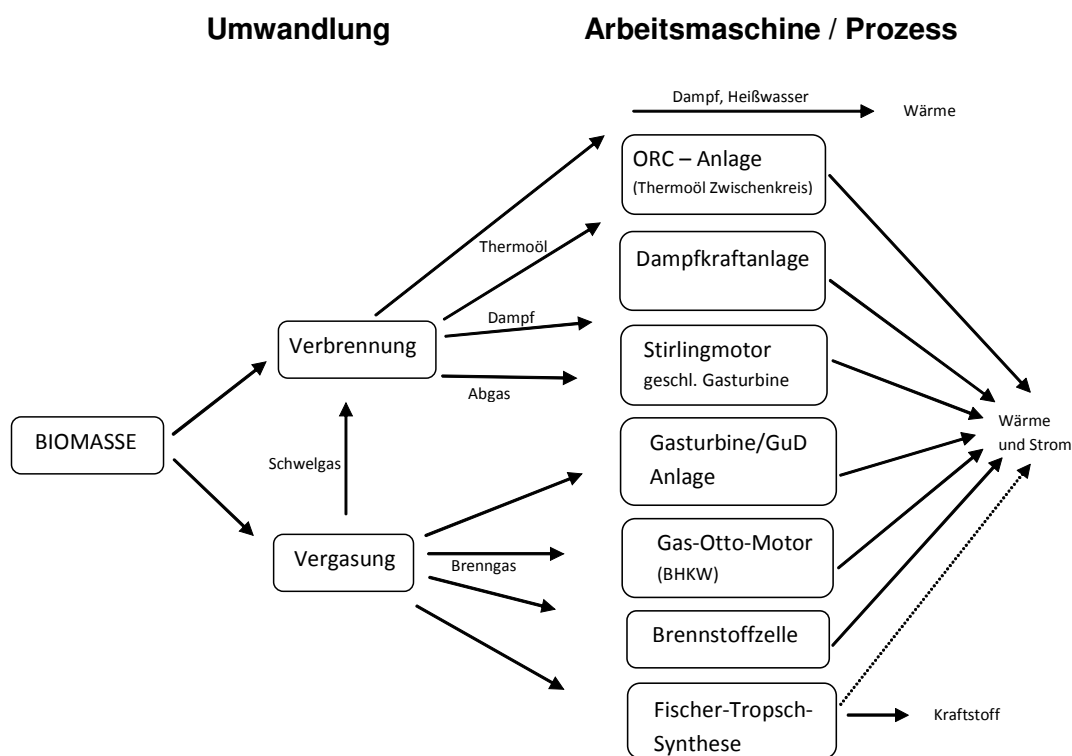 Umwandlung
Arbeitsmaschine / Prozess
Dampf, Heißwasser
Wärme
ORC – Anlage
(Thermoöl Zwischenkreis)
Thermoöl
Dampfkraftanlage
Dampf
Verbrennung
Stirlingmotor
geschl. Gasturbine
Abgas
BIOMASSE
Wärme
und Strom
Schwelgas
Gasturbine/GuD
Anlage
Vergasung
Brenngas
Gas-Otto-Motor
(BHKW)
Brennstoffzelle
Fischer-Tropsch-
Synthese
Kraftstoff